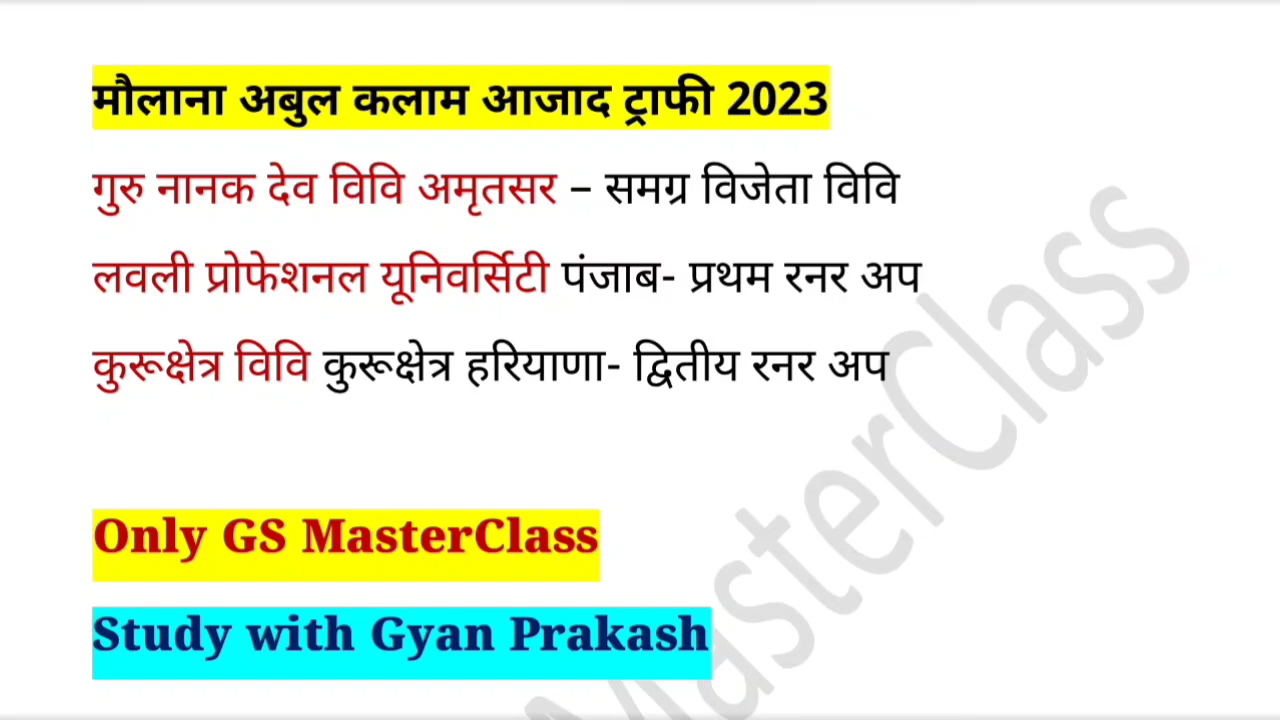 मौलाना अबुल कलाम आजाद ट्राफी 2023
गुरु नानक देव विवि अमृतसर – समग्र विजेता विवि
लवली प्रोफेशनल यूनिवर्सिटी पंजाब- प्रथम रनर अप
कुरूक्षेत्र विवि कुरूक्षेत्र हरियाणा- द्वितीय रनर अप
Only GS MasterClass
Study with Gyan Prakash
MasterClass